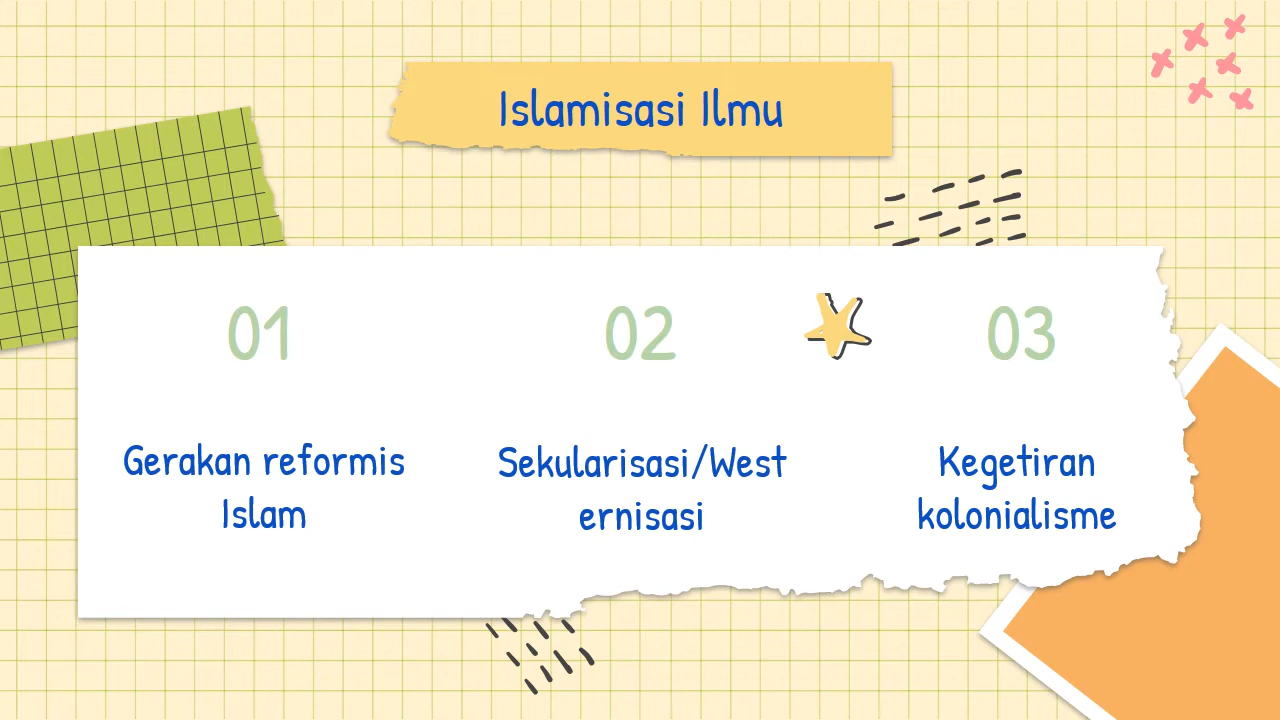 Islamisasi Ilmu
01
02
03
Gerakan reformis
Islam
Sekularisasi/West
ernisasi
Kegetiran
kolonialisme